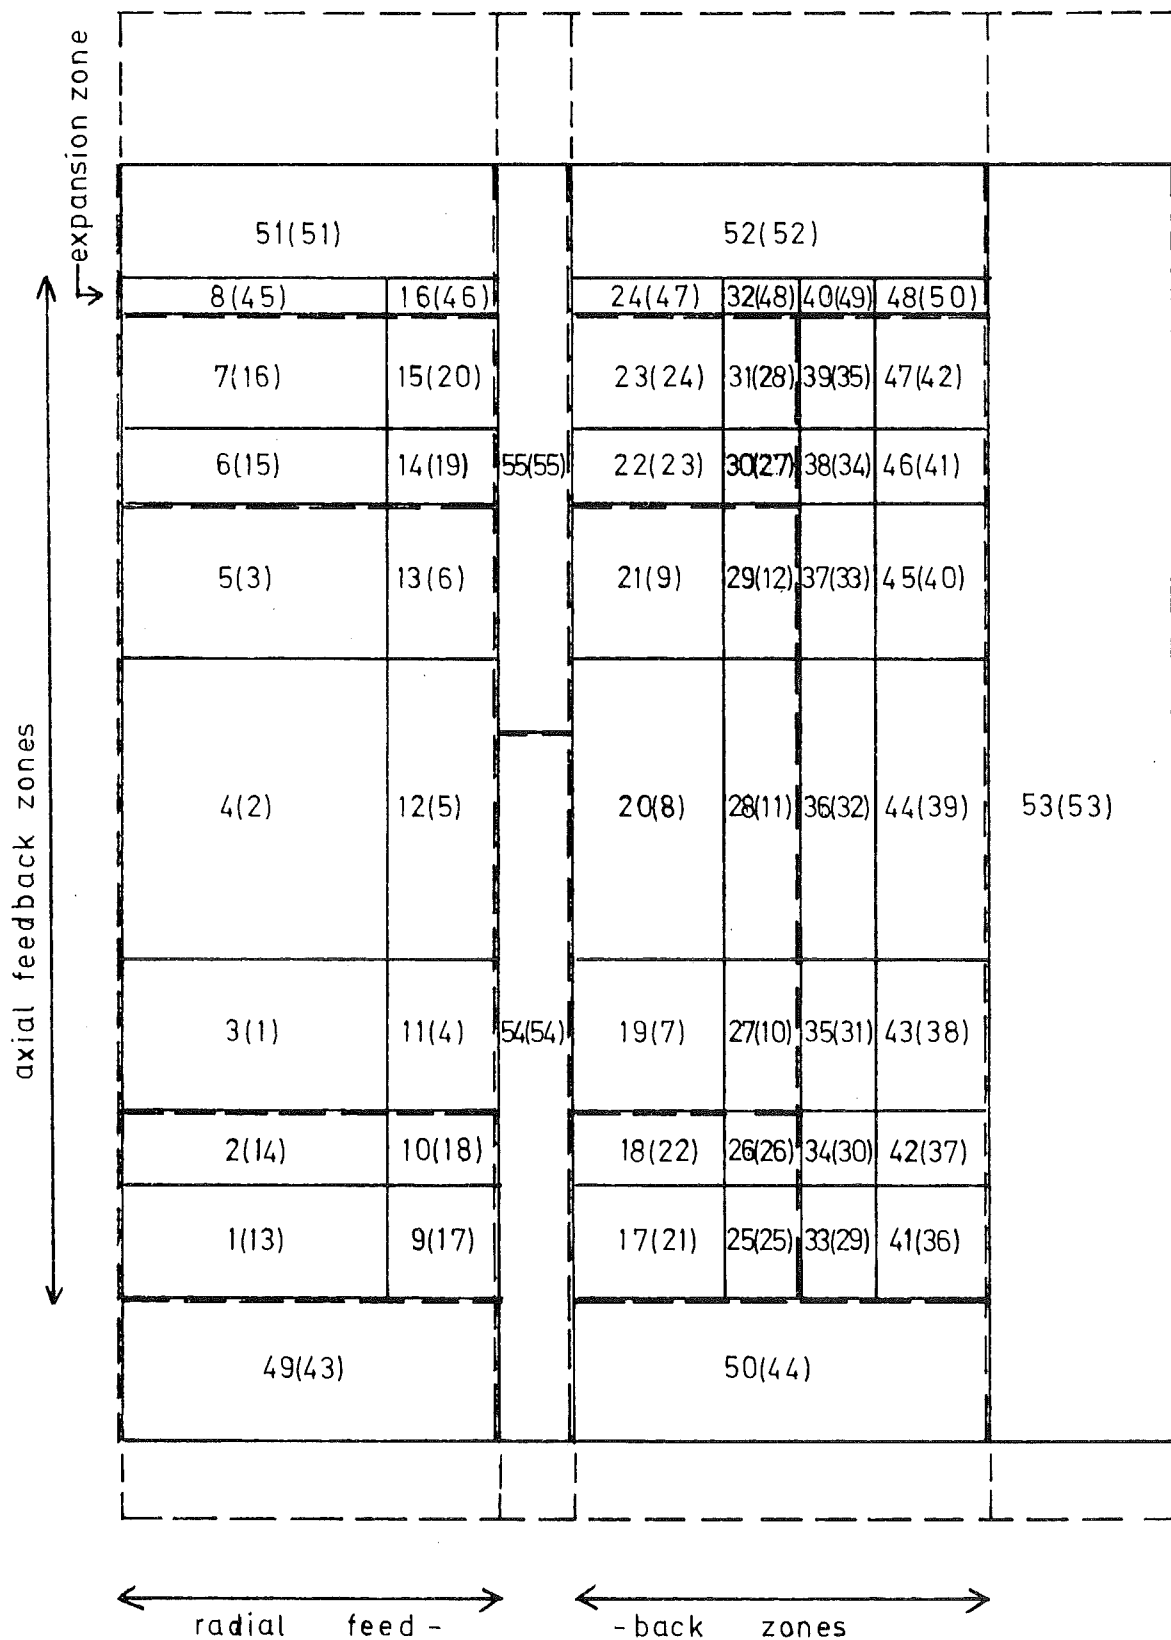 expansion zone
51(51) 52(52)
8(45) 16(46) 24(47) 32(48) 40(49) 48(50)
7(16) 15(20) 23(24) 31(28) 39(35) 47(42)
6(15) 14(19) 55(55) 22(23) 30(27) 38(34) 46(41)
5(3) 13(6) 21(9) 29(12) 37(33) 45(40)
axial feedback zones
4(2) 12(5) 20(8) 28(11) 36(32) 44(39) 53(53)
3(1) 11(4) 54(54) 19(7) 27(10) 35(31) 43(38)
2(14) 10(18) 18(22) 26(26) 34(30) 42(37)
1(13) 9(17) 17(21) 25(25) 33(29) 41(36)
49(43) 50(44)
radial feed- -back zones